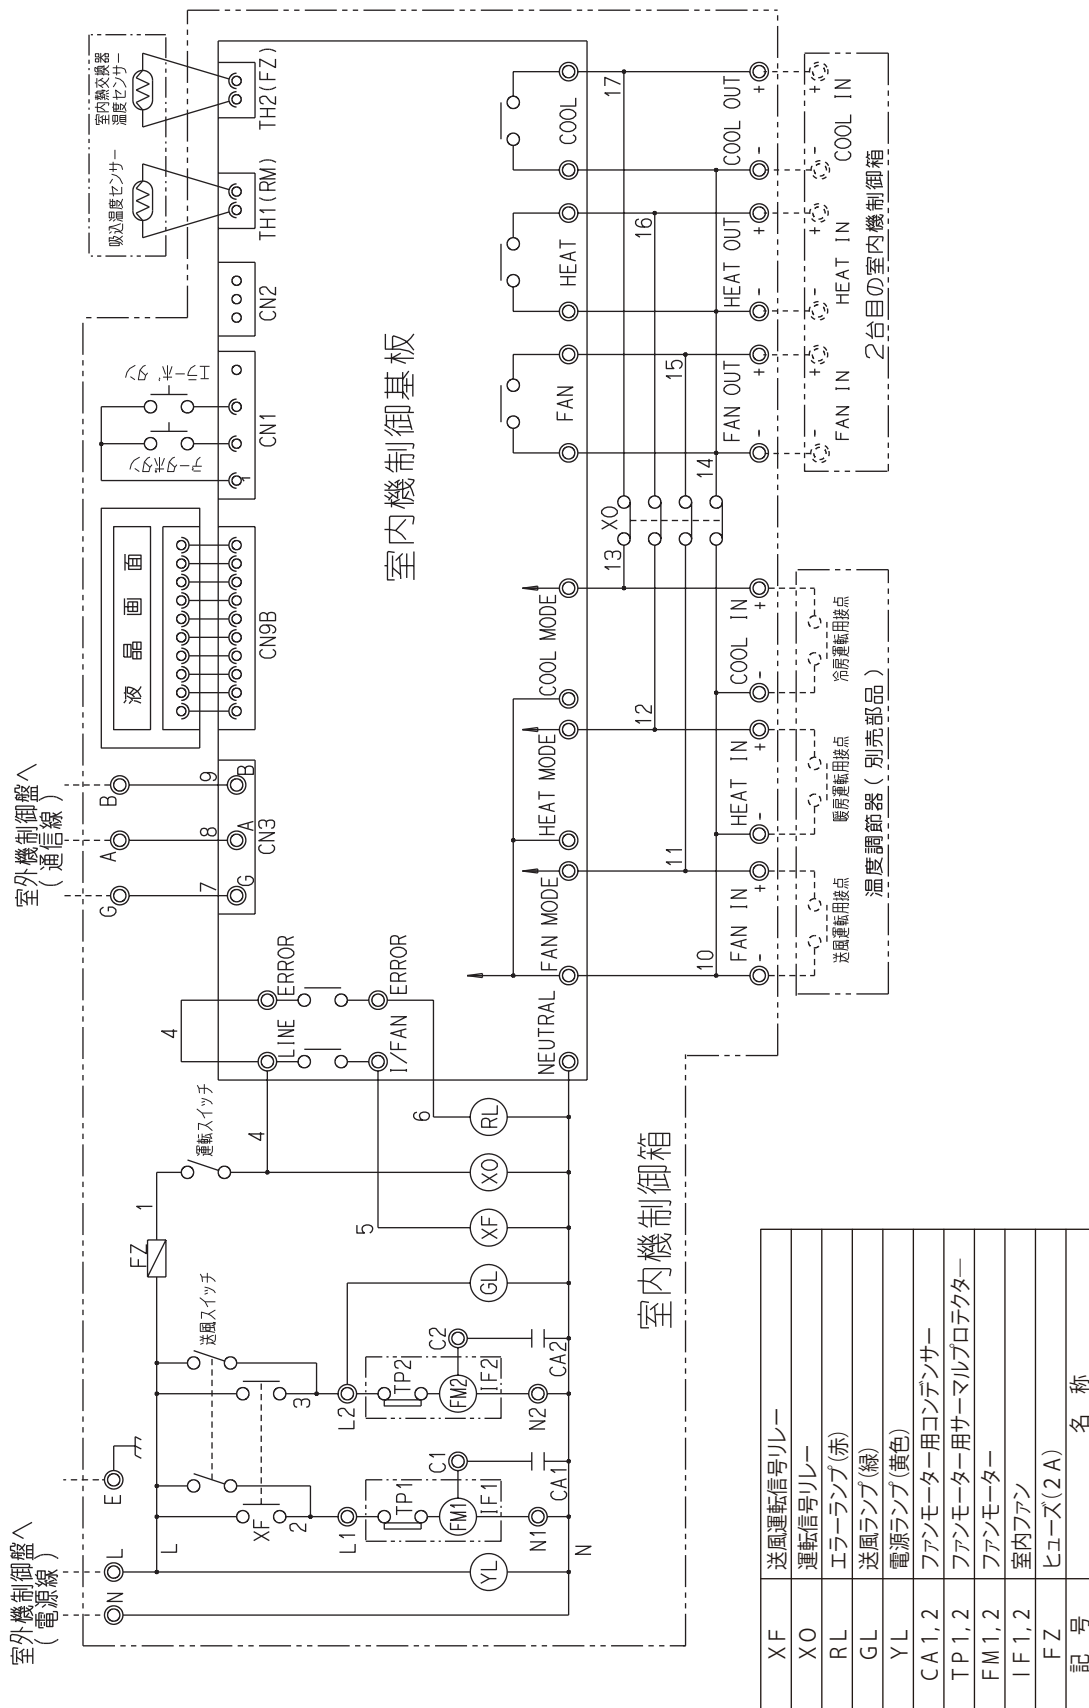 室外機制御盤へ
(電源線)
N
L
E
室外機制御盤へ
(通信線)
G
A
B
7
8
9
G
A
B
CN3
液晶画面
CN9B
データボタン
エラーボタン
1
CN1
CN2
吸込温度センサー
TH1(RM)
室内熱交換器
温度センサー
TH2(FZ)
L
送風スイッチ
FZ
1
運転スイッチ
4
4
LINE
ERROR
I/FAN
ERROR
XF
2
3
L1
L2
TP1
TP2
FM1
FM2
IF1
IF2
C1
C2
N1
N2
CA1
CA2
YL
GL
XF
XO
RL
5
6
N
NEUTRAL
室内機制御基板
FAN MODE
HEAT MODE
COOL MODE
FAN
HEAT
COOL
10
11
12
13
XO
14
15
16
17
FAN IN
- +
HEAT IN
- +
COOL IN
- +
FAN OUT
- +
HEAT OUT
- +
COOL OUT
- +
室内機制御箱
送風運転用接点
暖房運転用接点
冷房運転用接点
温度調節器(別売部品)
- +
FAN IN
- +
HEAT IN
- +
COOL IN
2台目の室内機制御箱
XF 送風運転信号リレー
XO 運転信号リレー
RL エラーランプ(赤)
GL 送風ランプ(緑)
YL 電源ランプ(黄色)
CA1,2 ファンモーター用コンデンサー
TP1,2 ファンモーター用サーマルプロテクター
FM1,2 ファンモーター
IF1,2 室内ファン
FZ ヒューズ(2A)
記号 名称